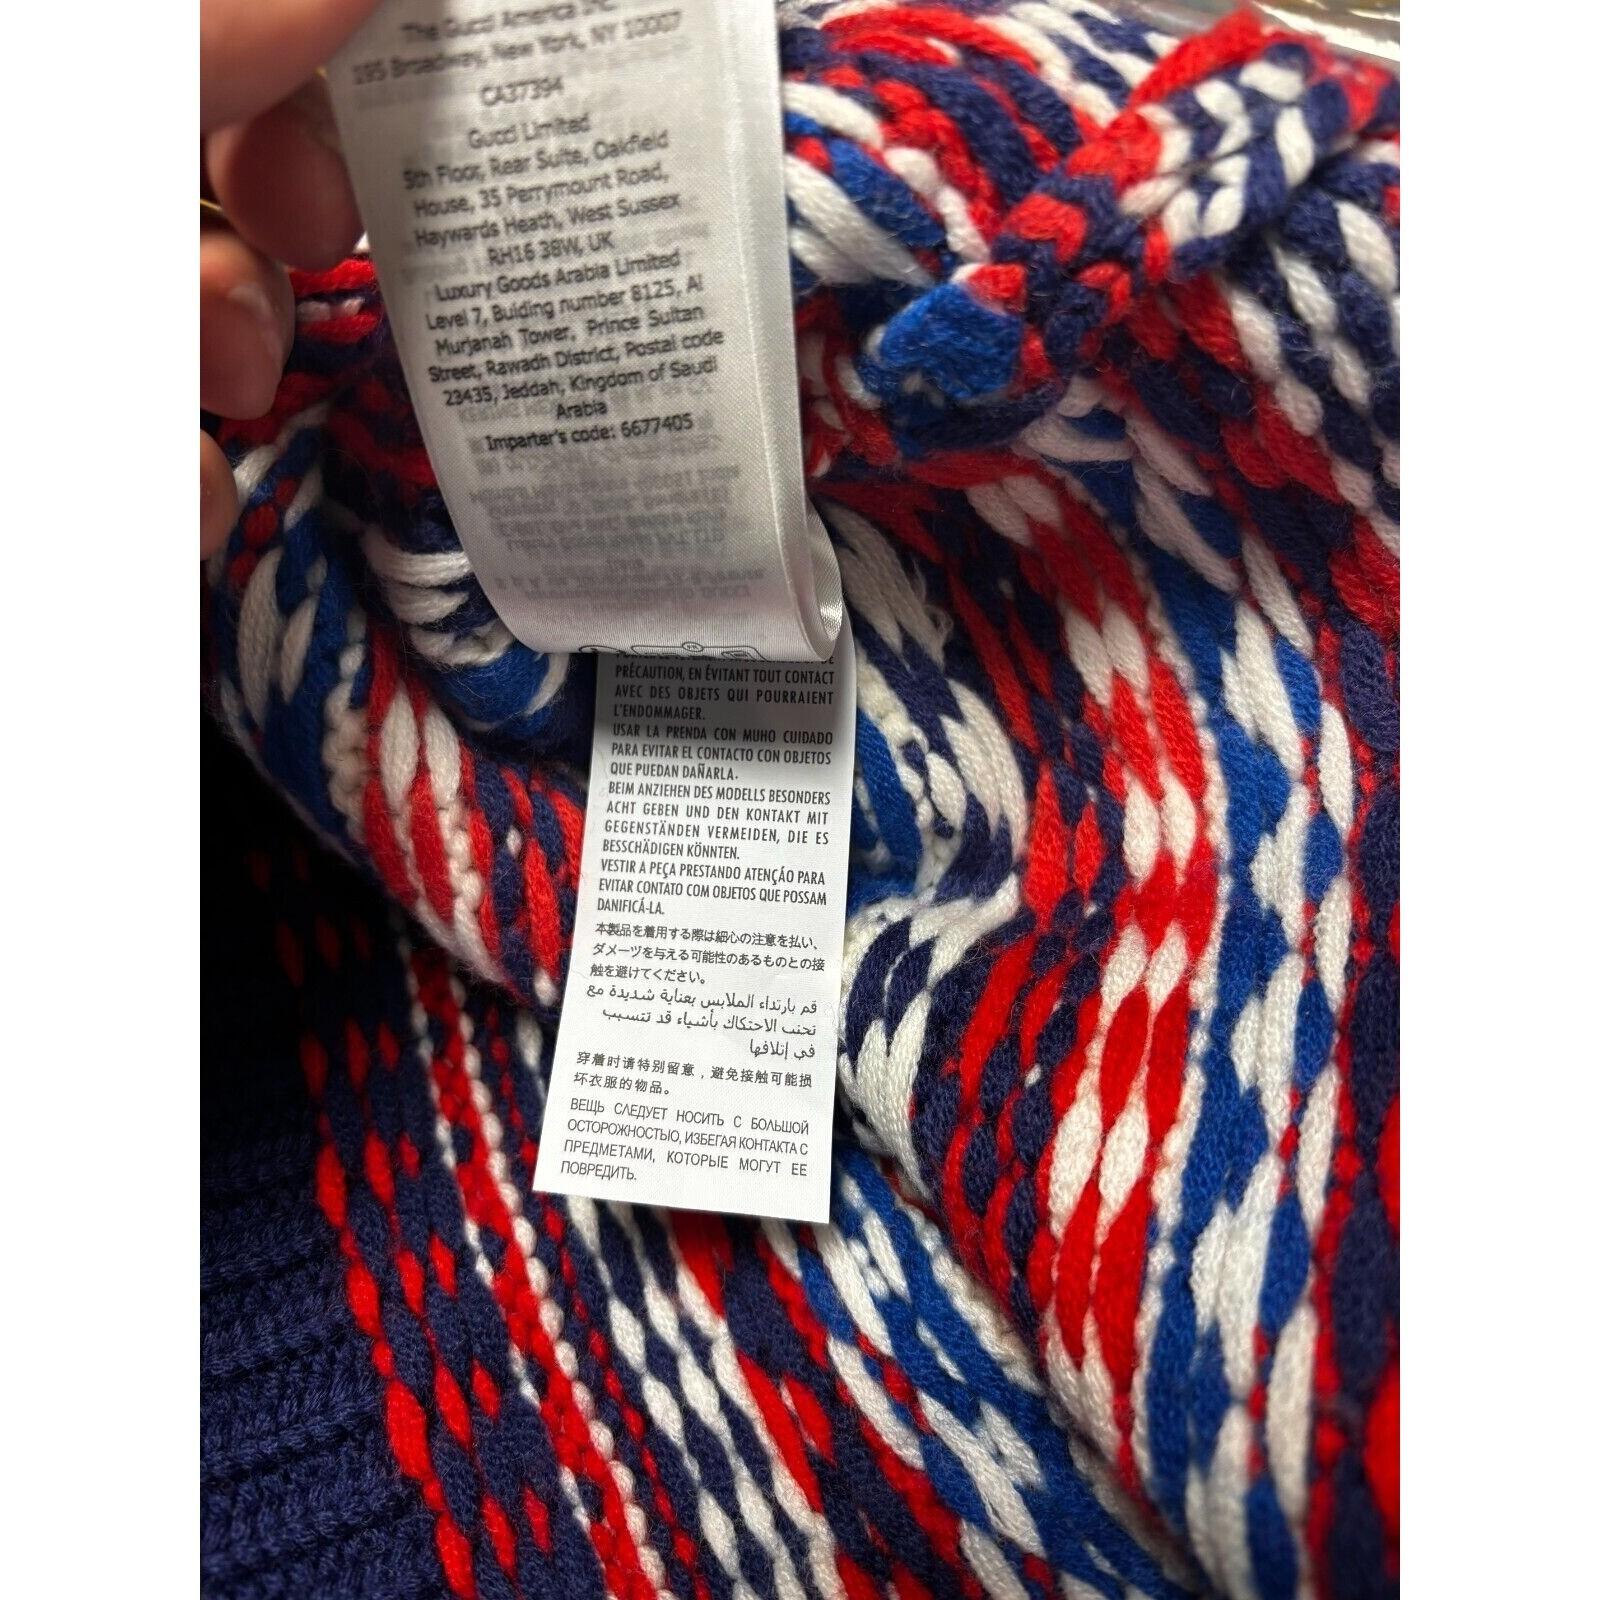 The Gucci America Inc
195 Broadway, New York, NY 10007
CA37394
Gucci Limited
5th Floor, Rear Suite, Oakfield
House, 35 Perrymount Road,
Haywards Heath, West Sussex
RH16 3BW, UK
Luxury Goods Arabia Limited
Level 7, Buiding number 8125, Al
Murjanah Tower, Prince Sultan
Street, Rawadh District, Postal code
23435, Jeddah, Kingdom of Saudi
Arabia
Imparter's code: 6677405
PRÉCAUTION, EN ÉVITANT TOUT CONTACT
AVEC DES OBJETS QUI POURRAIENT
L'ENDOMMAGER.
USAR LA PRENDA CON MUHO CUIDADO
PARA EVITAR EL CONTACTO CON OBJETOS
QUE PUEDAN DAÑARLA.
BEIM ANZIEHEN DES MODELLS BESONDERS
ACHT GEBEN UND DEN KONTAKT MIT
GEGENSTÄNDEN VERMEIDEN, DIE ES
BESSCHÄDIGEN KÖNNTEN.
VESTIR A PEÇA PRESTANDO ATENÇÁO PARA
EVITAR CONTATO COM OBJETOS QUE POSSAM
DANIFICÁ-LA.
本製品を着用する際は細心の注意を払い、
ダメージを与える可能性のあるものとの接
触を避けてください。
قم بارتداء الملابس بعناية شديدة مع
تجنب الاحتكاك بأشياء قد تتسبب
في إتلافها
穿着时请特别留意，避免接触可能损
坏衣服的物品。
ВЕЩЬ СЛЕДУЕТ НОСИТЬ С БОЛЬШОЙ
ОСТОРОЖНОСТЬЮ, ИЗБЕГАЯ КОНТАКТА С
ПРЕДМЕТАМИ, КОТОРЫЕ МОГУТ ЕЕ
ПОВРЕДИТЬ.